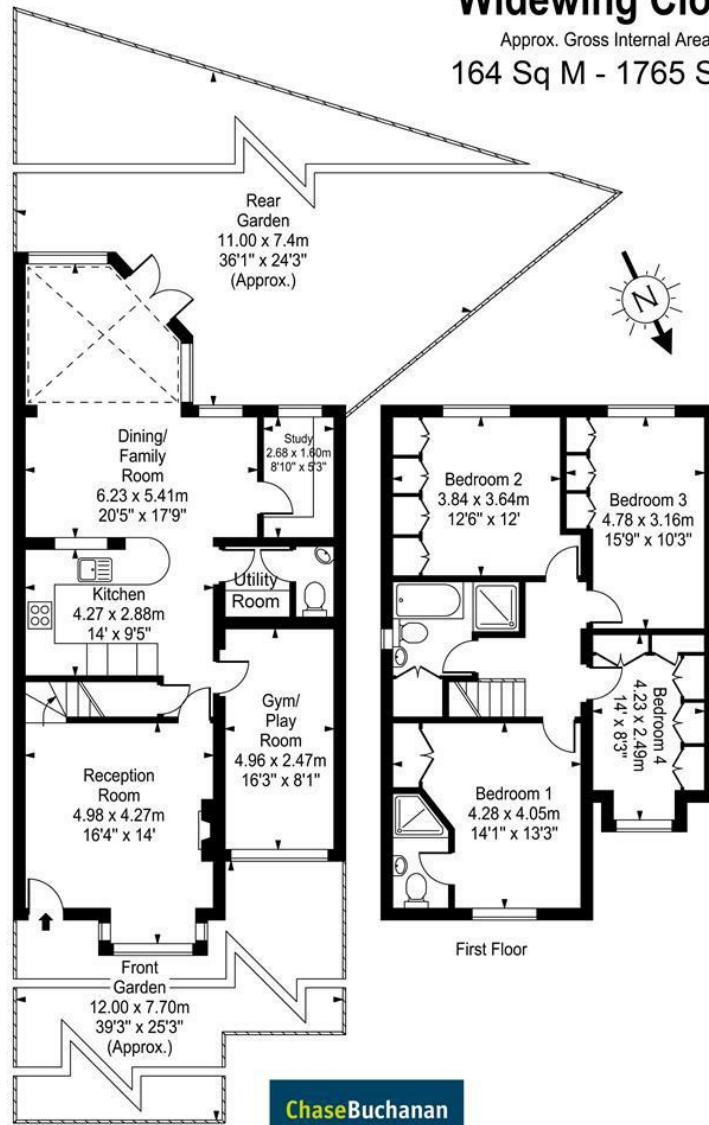 Widewing Clo
Approx. Gross Internal Area
164 Sq M - 1765 S
Rear
Garden
11.00 x 7.4m
36'1" x 24'3"
(Approx.)
N
Dining/
Family
Room
6.23 x 5.41m
20'5" x 17'9"
Study
2.68 x 1.60m
8'10" x 5'3"
Kitchen
4.27 x 2.88m
14' x 9'5"
Utility
Room
Gym/
Play
Room
4.96 x 2.47m
16'3" x 8'1"
Reception
Room
4.98 x 4.27m
16'4" x 14'
Front
Garden
12.00 x 7.70m
39'3" x 25'3"
(Approx.)
Bedroom 2
3.84 x 3.64m
12'6" x 12'
Bedroom 3
4.78 x 3.16m
15'9" x 10'3"
Bedroom 4
4.23 x 2.49m
14' x 8'3"
Bedroom 1
4.28 x 4.05m
14'1" x 13'3"
First Floor
ChaseBuchanan